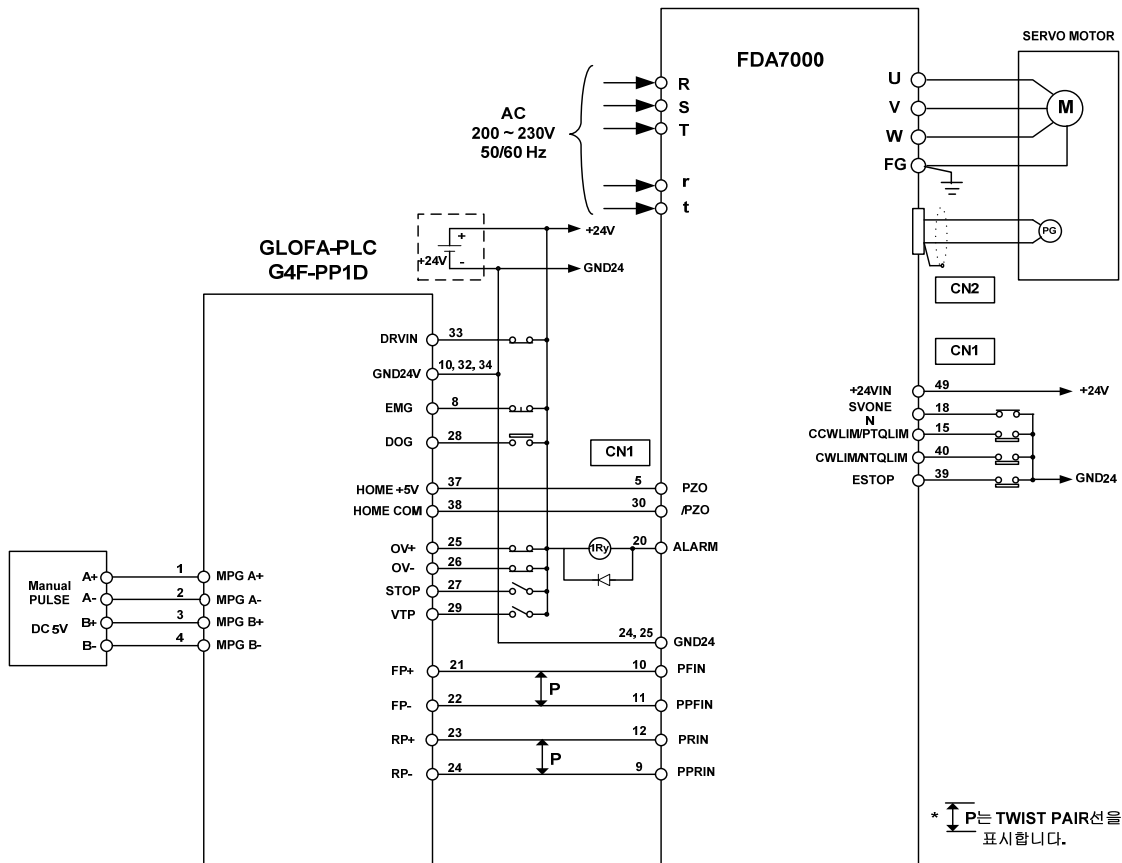 FDA7000
SERVO MOTOR
AC
200 ~ 230V
50/60 Hz
R
S
T
r
t
U
V
W
FG
M
PG
CN2
CN1
+24V
GND24
+
+24V
-
GLOFA-PLC
G4F-PP1D
DRVIN 33
GND24V 10, 32, 34
EMG 8
DOG 28
HOME +5V 37
HOME COM 38
OV+ 25
OV- 26
STOP 27
VTP 29
FP+ 21
FP- 22
RP+ 23
RP- 24
P
P
CN1
5 PZO
30 /PZO
1Ry
20 ALARM
24, 25 GND24
10 PFIN
11 PPFIN
12 PRIN
9 PPRIN
+24VIN 49 +24V
SVONE
N 18
CCWLIM/PTQLIM 15
CWLIM/NTQLIM 40
ESTOP 39 GND24
Manual
PULSE
DC 5V
A+ 1 MPG A+
A- 2 MPG A-
B+ 3 MPG B+
B- 4 MPG B-
* P는 TWIST PAIR선을
표시합니다.